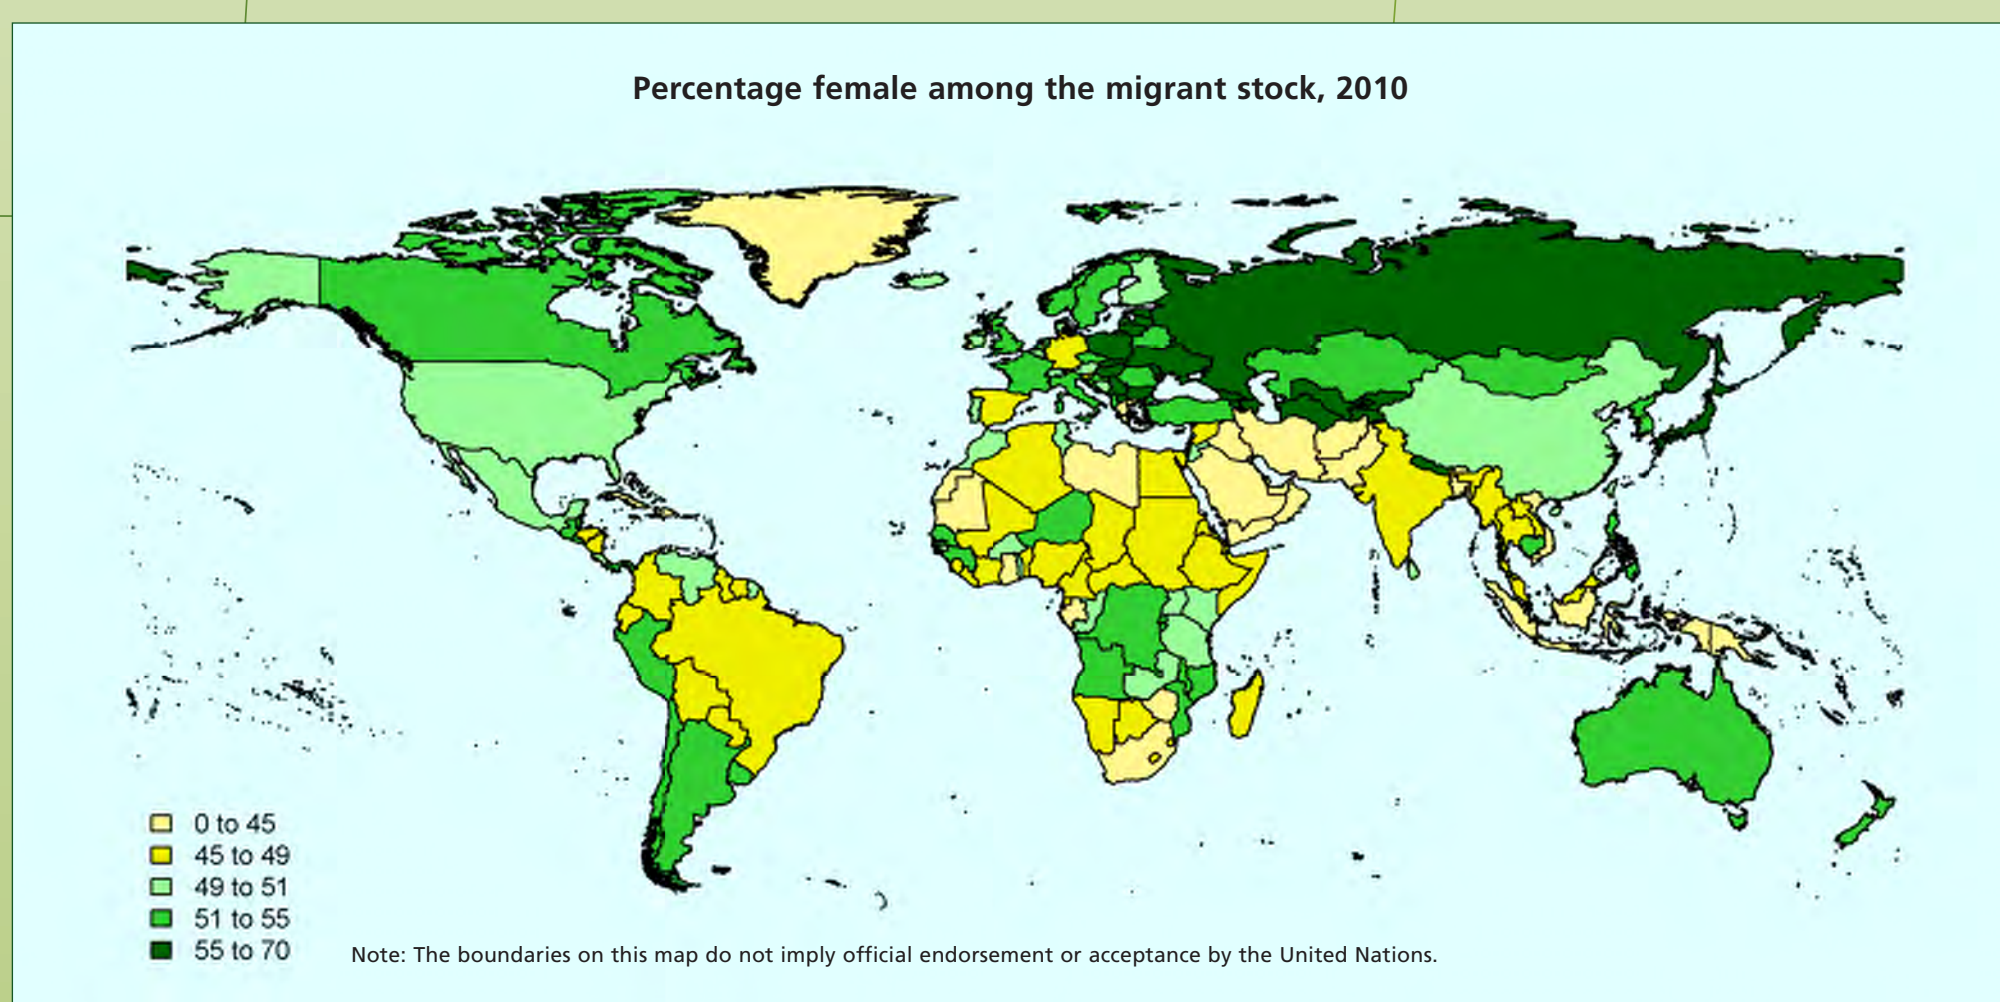 Percentage female among the migrant stock, 2010
0 to 45
45 to 49
49 to 51
51 to 55
55 to 70
Note: The boundaries on this map do not imply official endorsement or acceptance by the United Nations.